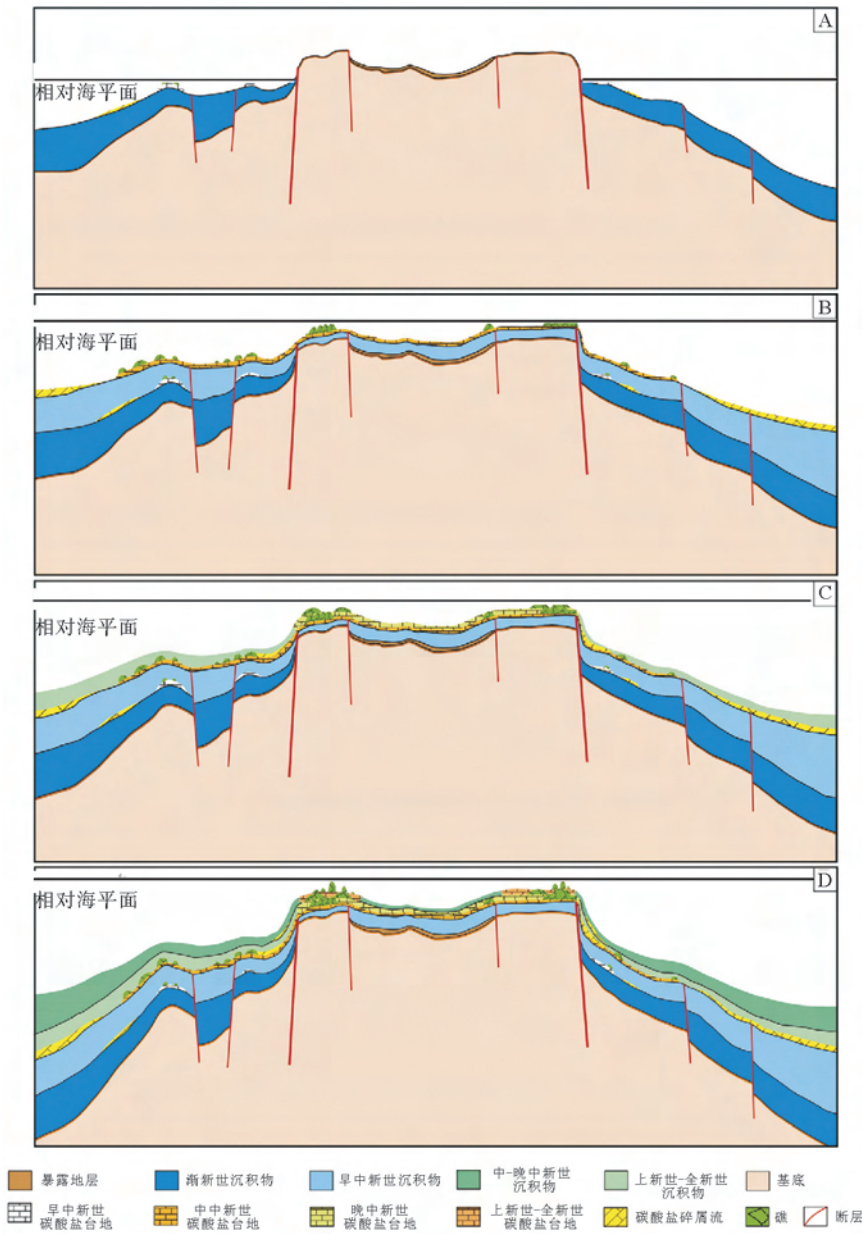 A
相对海平面
B
相对海平面
C
相对海平面
D
相对海平面
暴露地层
渐新世沉积物
早中新世沉积物
中-晚中新世
沉积物
上新世-全新世
沉积物
基底
早中新世
碳酸盐台地
中中新世
碳酸盐台地
晚中新世
碳酸盐台地
上新世-全新世
碳酸盐台地
碳酸盐碎屑流
礁
断层